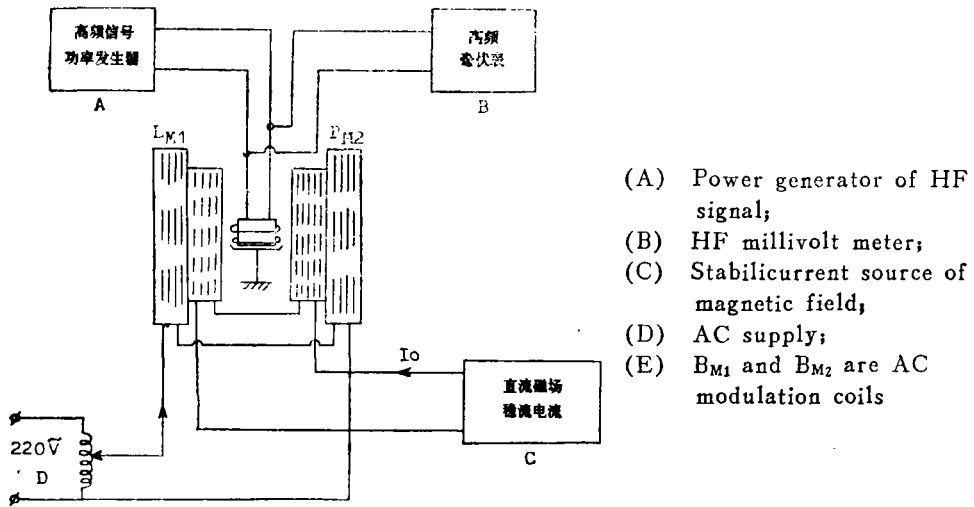 高频信号
功率发生器
A
高频
毫伏表
B
L_M1
P_M2
Io
直流磁场
稳流电流
C
220V~
D
(A) Power generator of HF
signal;
(B) HF millivolt meter;
(C) Stabilicurrent source of
magnetic field;
(D) AC supply;
(E) B_M1 and B_M2 are AC
modulation coils